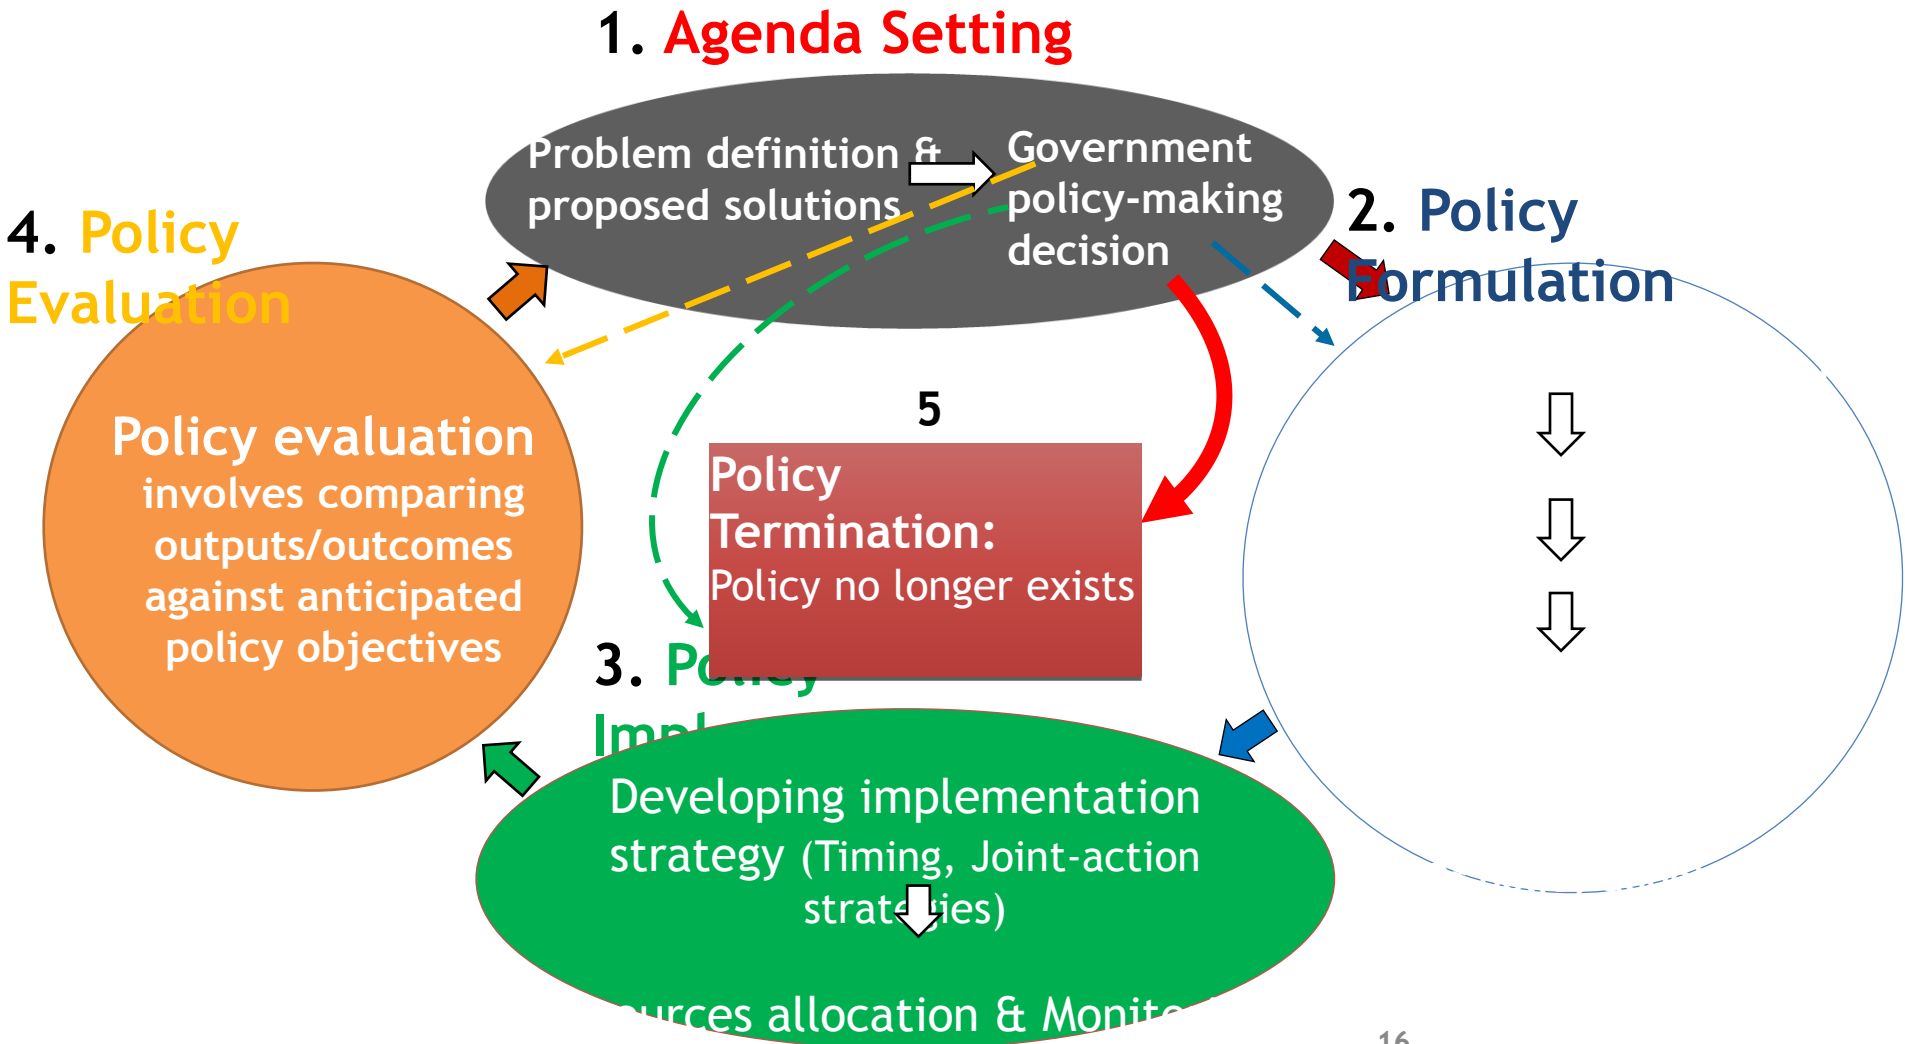 1. Agenda Setting
Problem definition &
proposed solutions
Government
policy-making
decision
2. Policy
Formulation
4. Policy
Evaluation
Policy evaluation
involves comparing
outputs/outcomes
against anticipated
policy objectives
5
Policy
Termination:
Policy no longer exists
3. Policy
Developing implementation
strategy (Timing, Joint-action
strategies)
allocation &
16